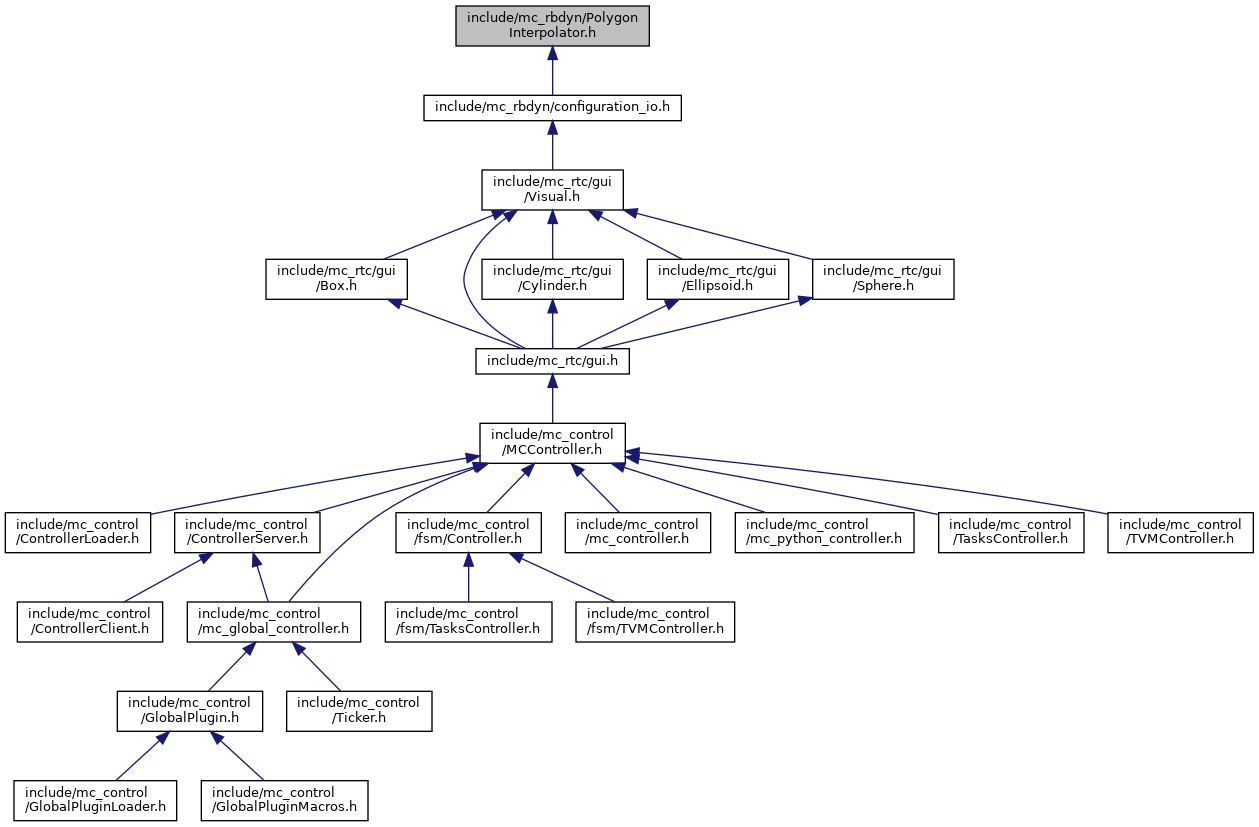 include/mc_rbdyn/Polygon
Interpolator.h
include/mc_rbdyn/configuration_io.h
include/mc_rtc/gui
/Visual.h
include/mc_rtc/gui
/Box.h
include/mc_rtc/gui
/Cylinder.h
include/mc_rtc/gui
/Ellipsoid.h
include/mc_rtc/gui
/Sphere.h
include/mc_rtc/gui.h
include/mc_control
/MCController.h
include/mc_control
/ControllerLoader.h
include/mc_control
/ControllerServer.h
include/mc_control
/fsm/Controller.h
include/mc_control
/mc_controller.h
include/mc_control
/mc_python_controller.h
include/mc_control
/TasksController.h
include/mc_control
/TVMController.h
include/mc_control
/ControllerClient.h
include/mc_control
/mc_global_controller.h
include/mc_control
/fsm/TasksController.h
include/mc_control
/fsm/TVMController.h
include/mc_control
/GlobalPlugin.h
include/mc_control
/Ticker.h
include/mc_control
/GlobalPluginLoader.h
include/mc_control
/GlobalPluginMacros.h